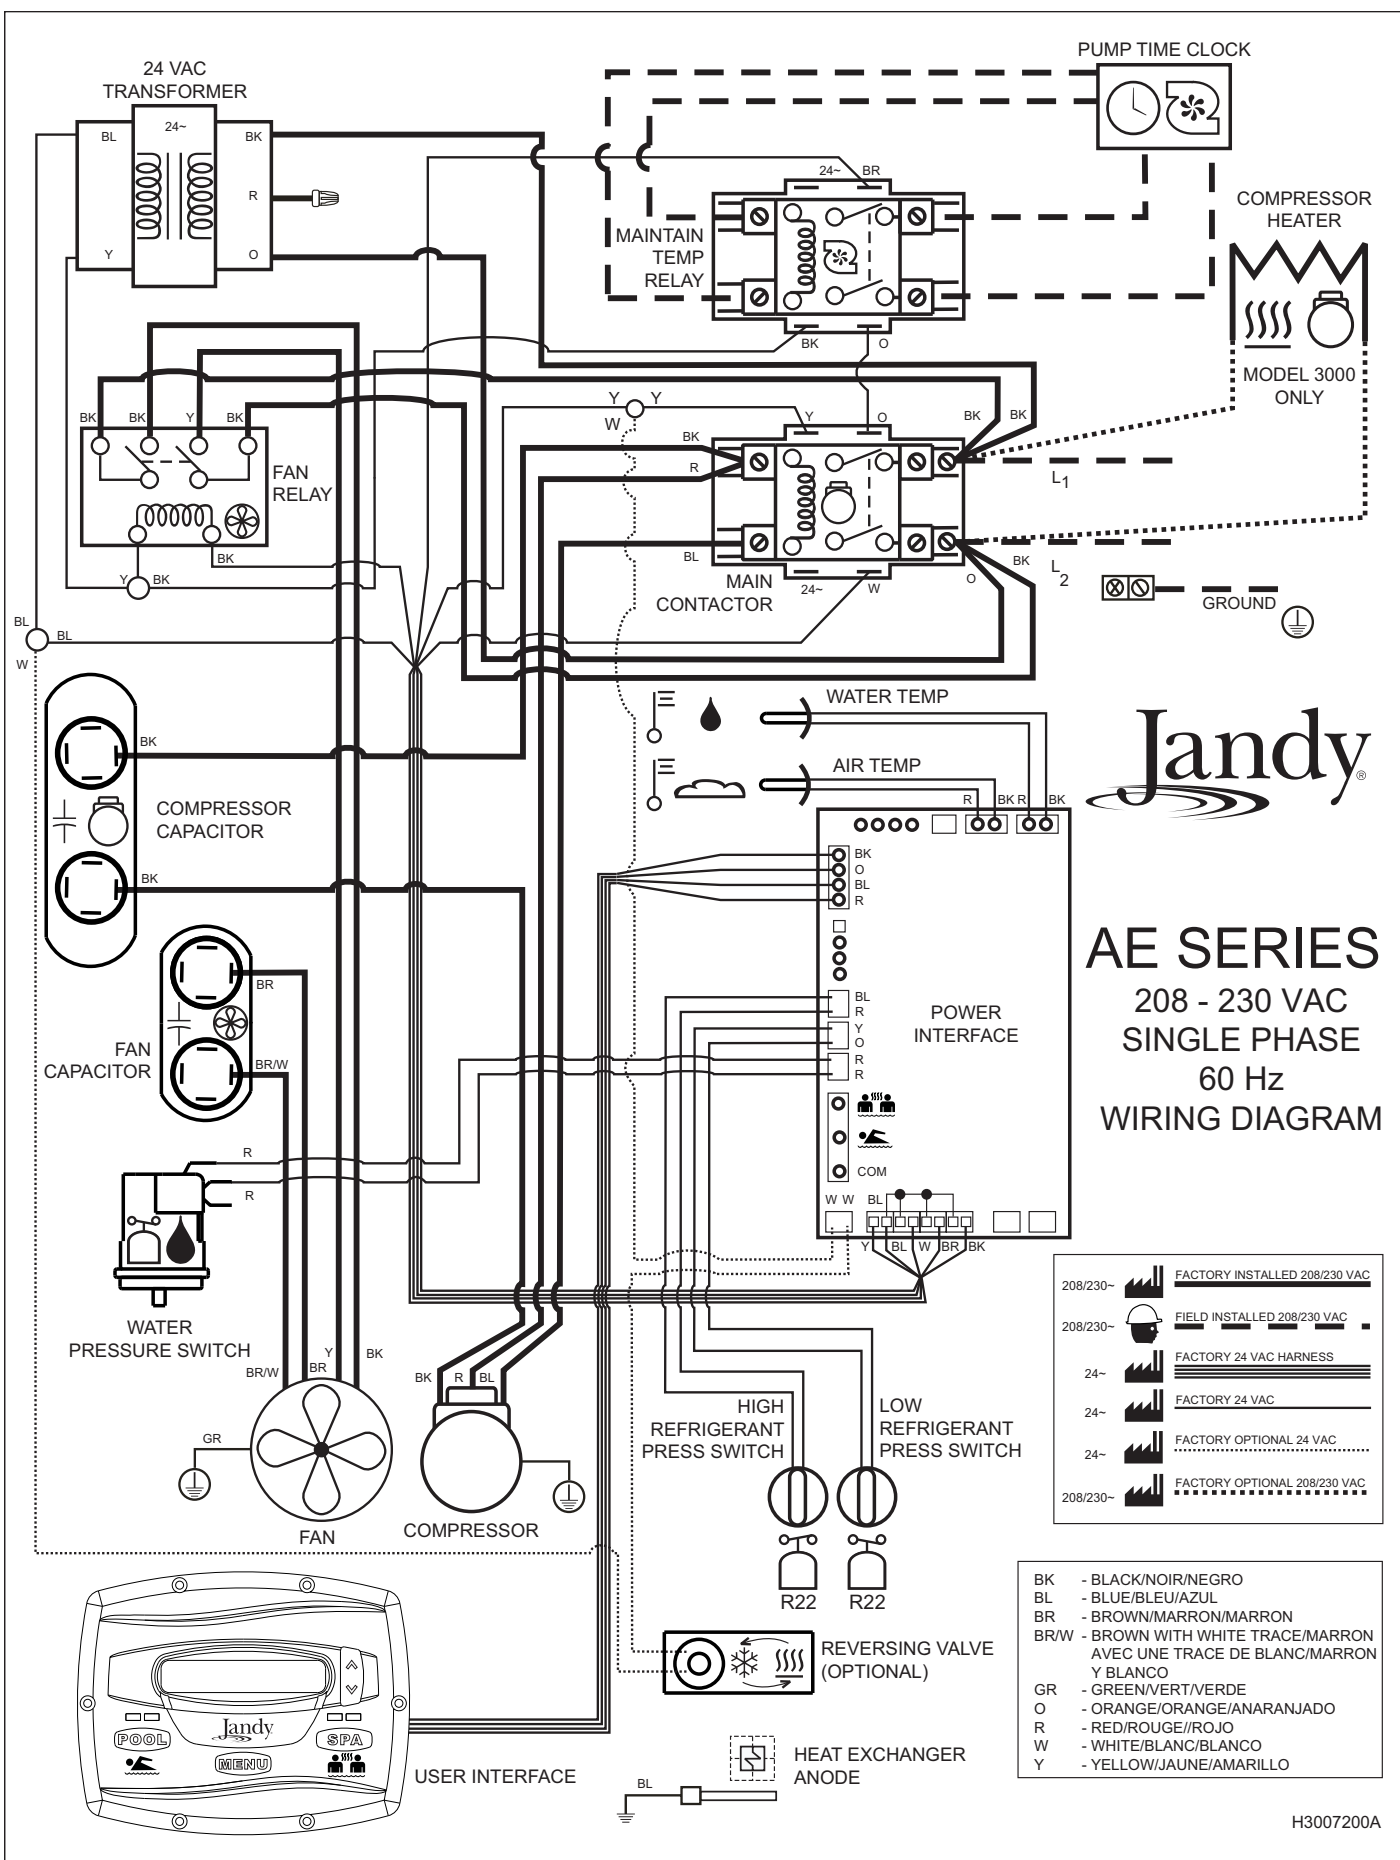 PUMP TIME CLOCK
24 VAC
TRANSFORMER
24~
BL
BK
R
Y
O
24~
BR
MAINTAIN
TEMP
RELAY
BK
O
COMPRESSOR
HEATER
MODEL 3000
ONLY
BK
BK
Y
BK
FAN
RELAY
BK
Y
BK
Y
Y
W
BK
R
BL
Y
O
BK
BK
L1
MAIN
CONTACTOR
24~
W
O
BK
L2
GROUND
BL
BL
W
WATER TEMP
AIR TEMP
R
BK
R
BK
Jandy®
BK
COMPRESSOR
CAPACITOR
BK
BK
O
BL
R
AE SERIES
208 - 230 VAC
SINGLE PHASE
60 Hz
WIRING DIAGRAM
BR
FAN
CAPACITOR
BR/W
BL
R
Y
O
R
R
POWER
INTERFACE
COM
W W
BL
Y
BL
W
BR
BK
R
R
WATER
PRESSURE SWITCH
BR/W
BR
Y
BK
GR
FAN
BK
R
BL
COMPRESSOR
HIGH
REFRIGERANT
PRESS SWITCH
LOW
REFRIGERANT
PRESS SWITCH
R22
R22
208/230~ FACTORY INSTALLED 208/230 VAC
208/230~ FIELD INSTALLED 208/230 VAC
24~ FACTORY 24 VAC HARNESS
24~ FACTORY 24 VAC
24~ FACTORY OPTIONAL 24 VAC
208/230~ FACTORY OPTIONAL 208/230 VAC
REVERSING VALVE
(OPTIONAL)
Jandy
POOL
SPA
MENU
USER INTERFACE
HEAT EXCHANGER
ANODE
BL
BK - BLACK/NOIR/NEGRO
BL - BLUE/BLEU/AZUL
BR - BROWN/MARRON/MARRON
BR/W - BROWN WITH WHITE TRACE/MARRON
AVEC UNE TRACE DE BLANC/MARRON
Y BLANCO
GR - GREEN/VERT/VERDE
O - ORANGE/ORANGE/ANARANJADO
R - RED/ROUGE//ROJO
W - WHITE/BLANC/BLANCO
Y - YELLOW/JAUNE/AMARILLO
H3007200A